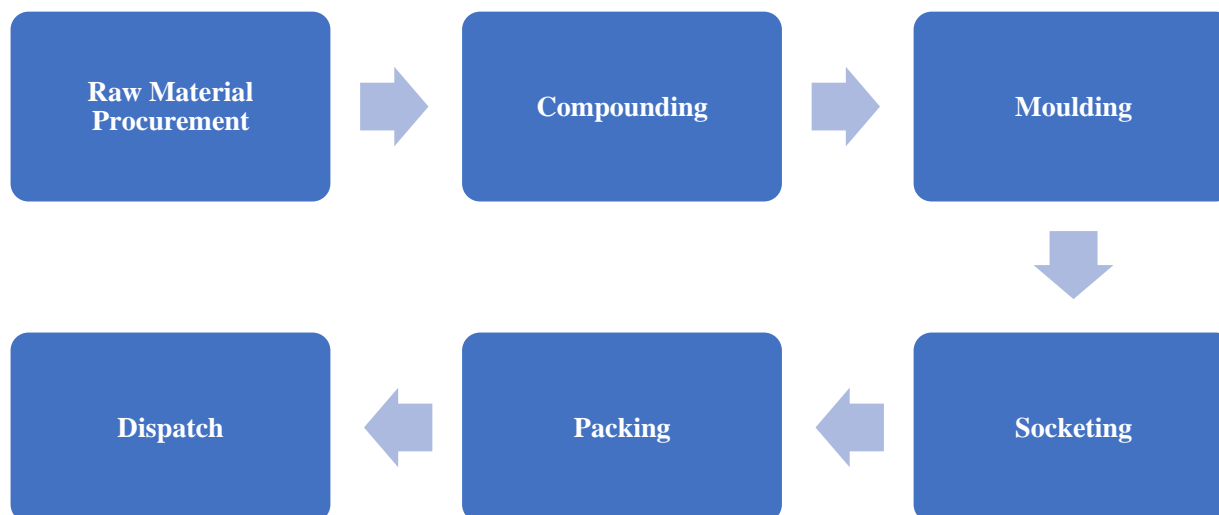 Raw Material
Procurement
Compounding
Moulding
Socketing
Packing
Dispatch